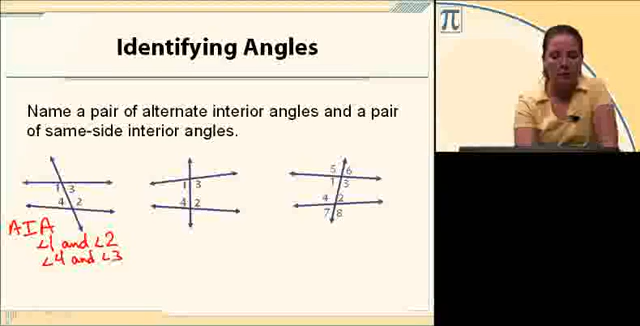 Identifying Angles
π
Name a pair of alternate interior angles and a pair
of same-side interior angles.
1 3
4 2
1 3
4 2
5 6
1 3
4 2
7 8
AIA
∠1 and ∠2
∠4 and ∠3